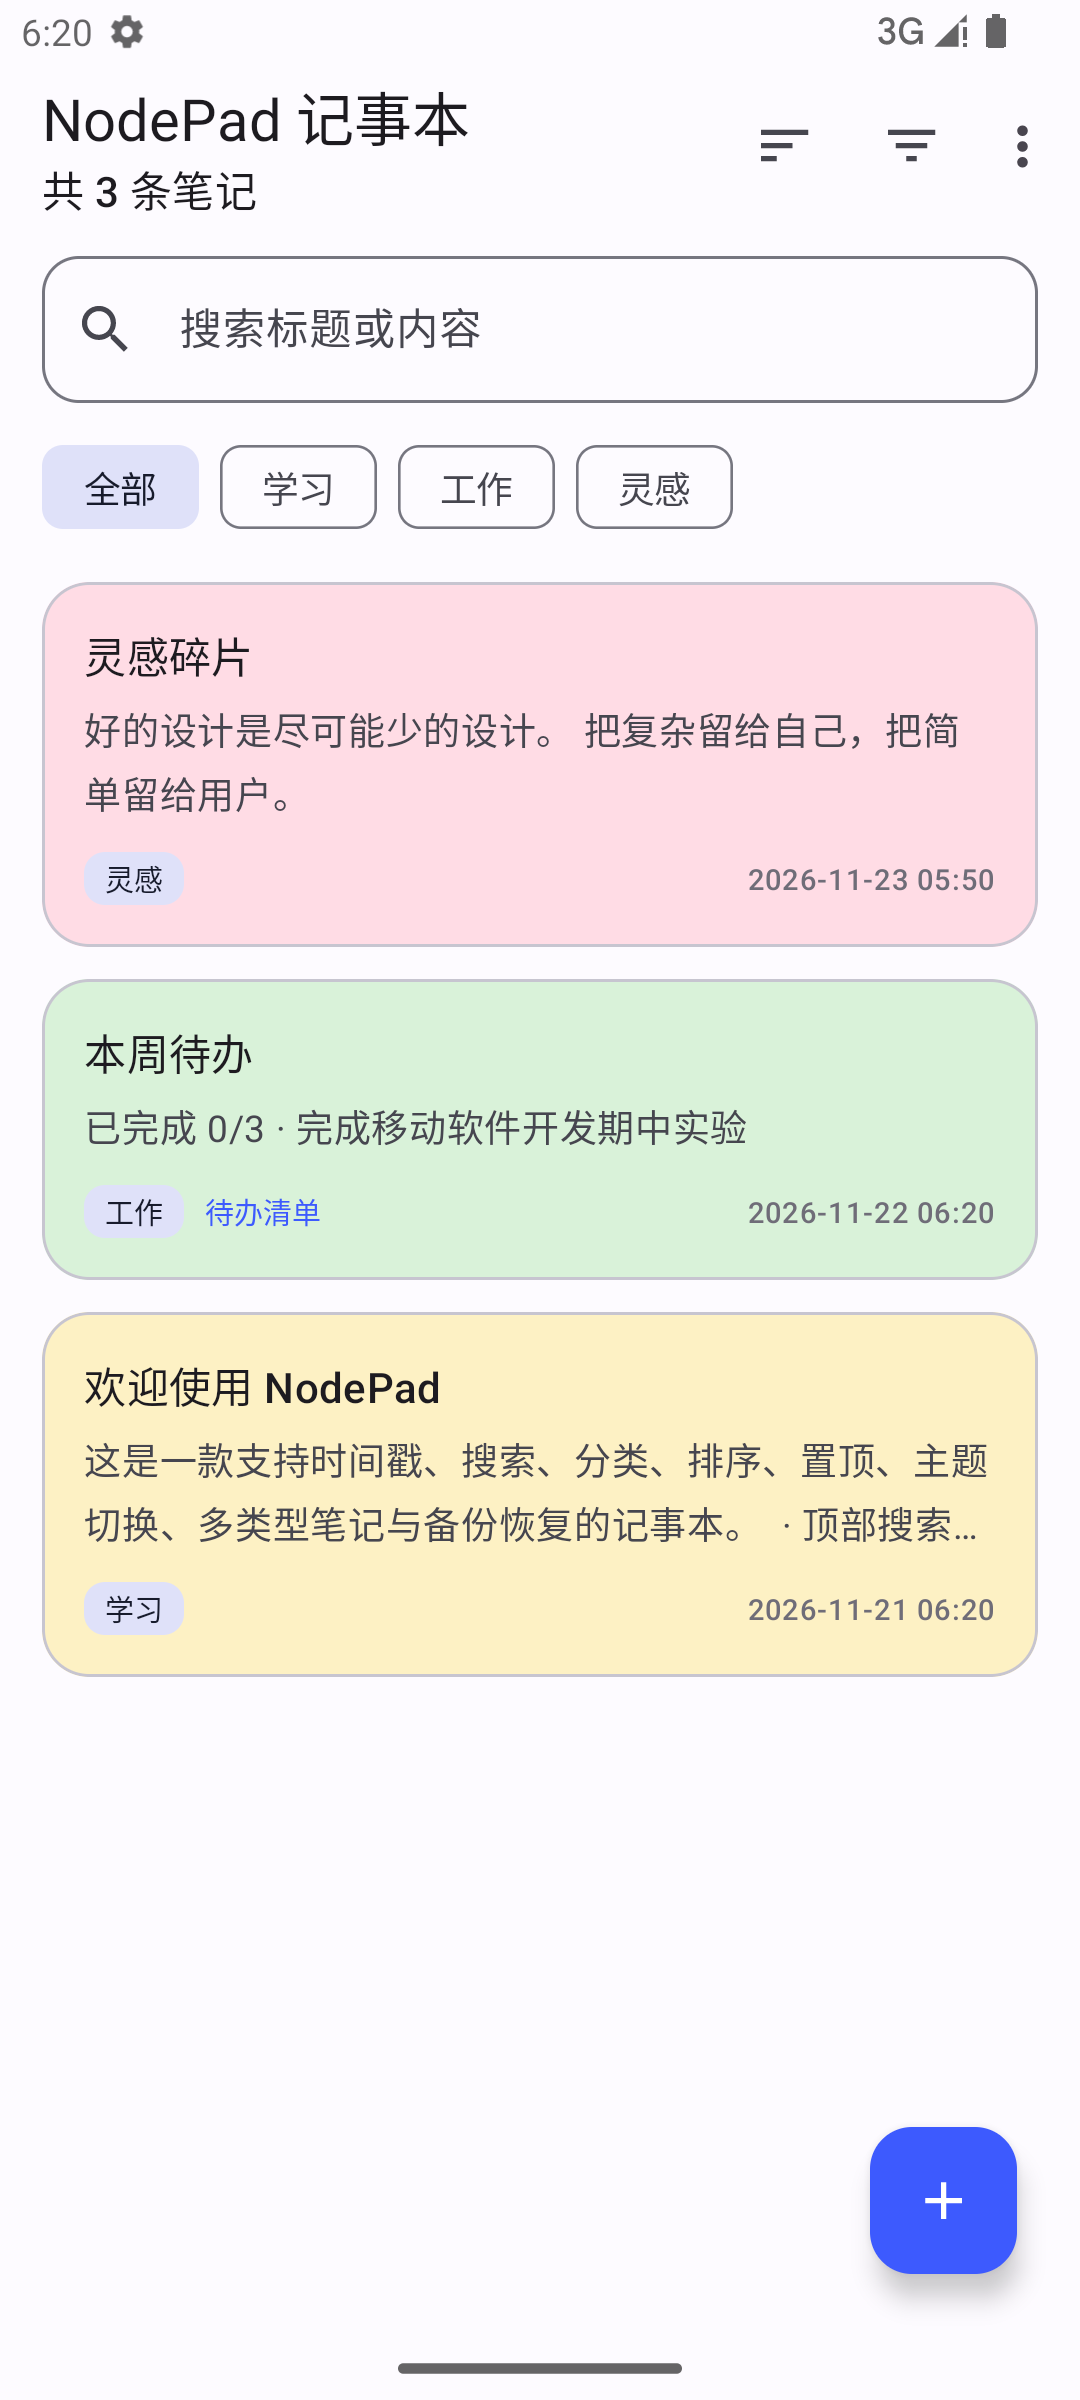 6:20
3G
NodePad 记事本
共 3 条笔记
搜索标题或内容
全部 学习 工作 灵感
灵感碎片
好的设计是尽可能少的设计。 把复杂留给自己，把简
单留给用户。
灵感 2026-11-23 05:50
本周待办
已完成 0/3 · 完成移动软件开发期中实验
工作 待办清单 2026-11-22 06:20
欢迎使用 NodePad
这是一款支持时间戳、搜索、分类、排序、置顶、主题
切换、多类型笔记与备份恢复的记事本。 · 顶部搜索…
学习 2026-11-21 06:20